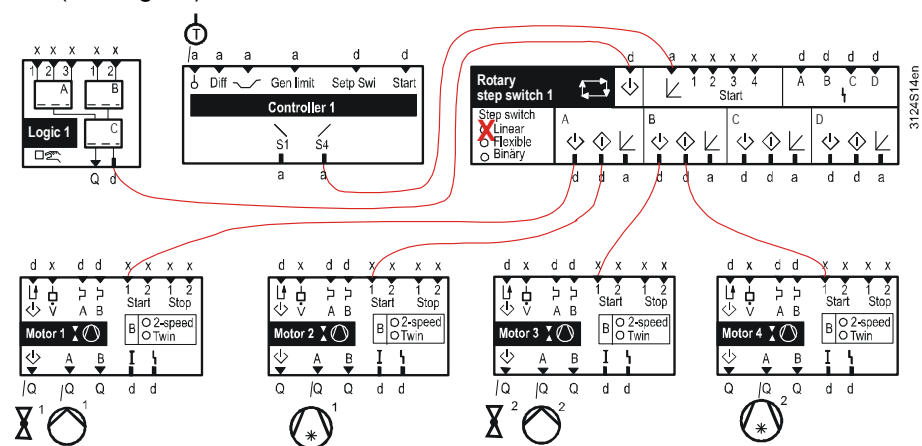 T
x x x x x
1 2 3 1 2
A B
C
Logic 1
Q d
a a a a d d
Diff Gen limit Setp Swi Start
Controller 1
S1 S4
a a
d a x x x x d d d d
Rotary
step switch 1
1 2 3 4
Start
A B C D
Step switch
X Linear
Flexible
Binary
A B C D
d d a d d a d d a d d a
3124S14en
d x d d x x x x
1 2 1 2
V A B Start Stop
Motor 1
B 2-speed
Twin
A B
/Q /Q Q d d
1 1
d x d d x x x x
1 2 1 2
V A B Start Stop
Motor 2
B 2-speed
Twin
A B
Q /Q Q d d
1
d x d d x x x x
1 2 1 2
V A B Start Stop
Motor 3
B 2-speed
Twin
A B
/Q /Q Q d d
2 2
d x d d x x x x
1 2 1 2
V A B Start Stop
Motor 4
B 2-speed
Twin
A B
Q /Q Q d d
2